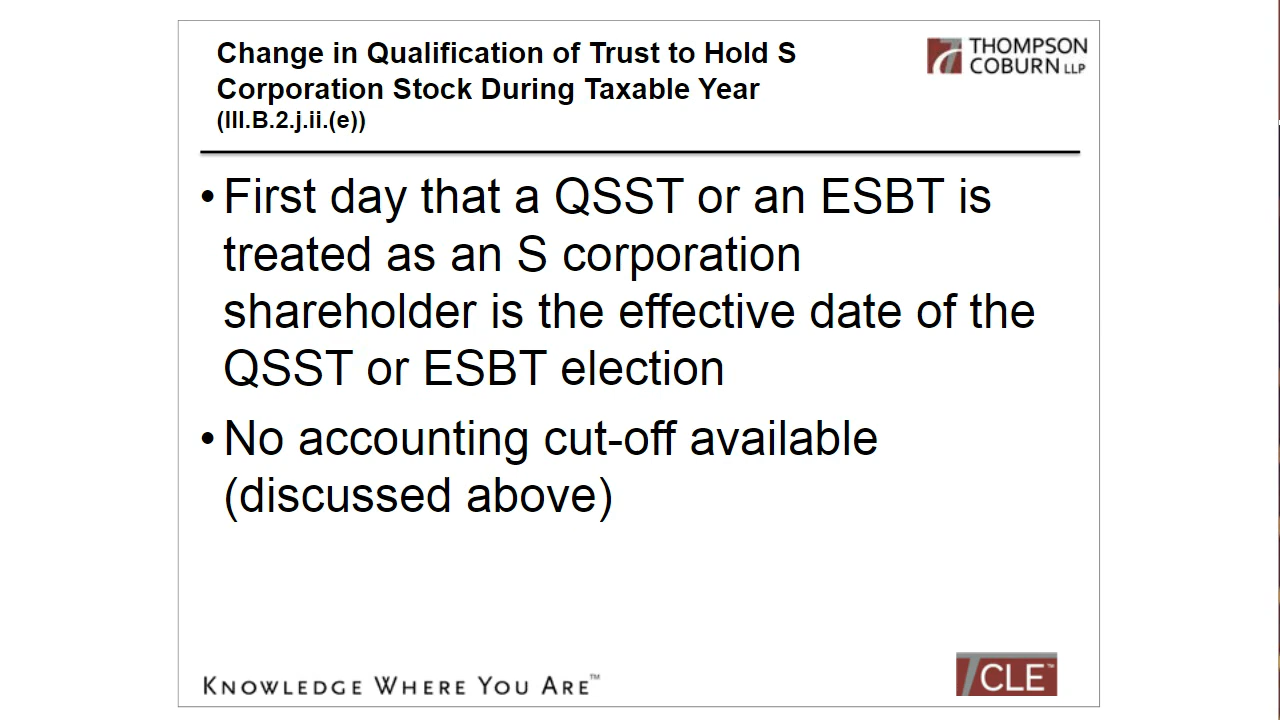 Change in Qualification of Trust to Hold S
Corporation Stock During Taxable Year
(III.B.2.j.ii.(e))
THOMPSON
COBURN LLP
• First day that a QSST or an ESBT is
treated as an S corporation
shareholder is the effective date of the
QSST or ESBT election
• No accounting cut-off available
(discussed above)
KNOWLEDGE WHERE YOU ARE™
CLE™